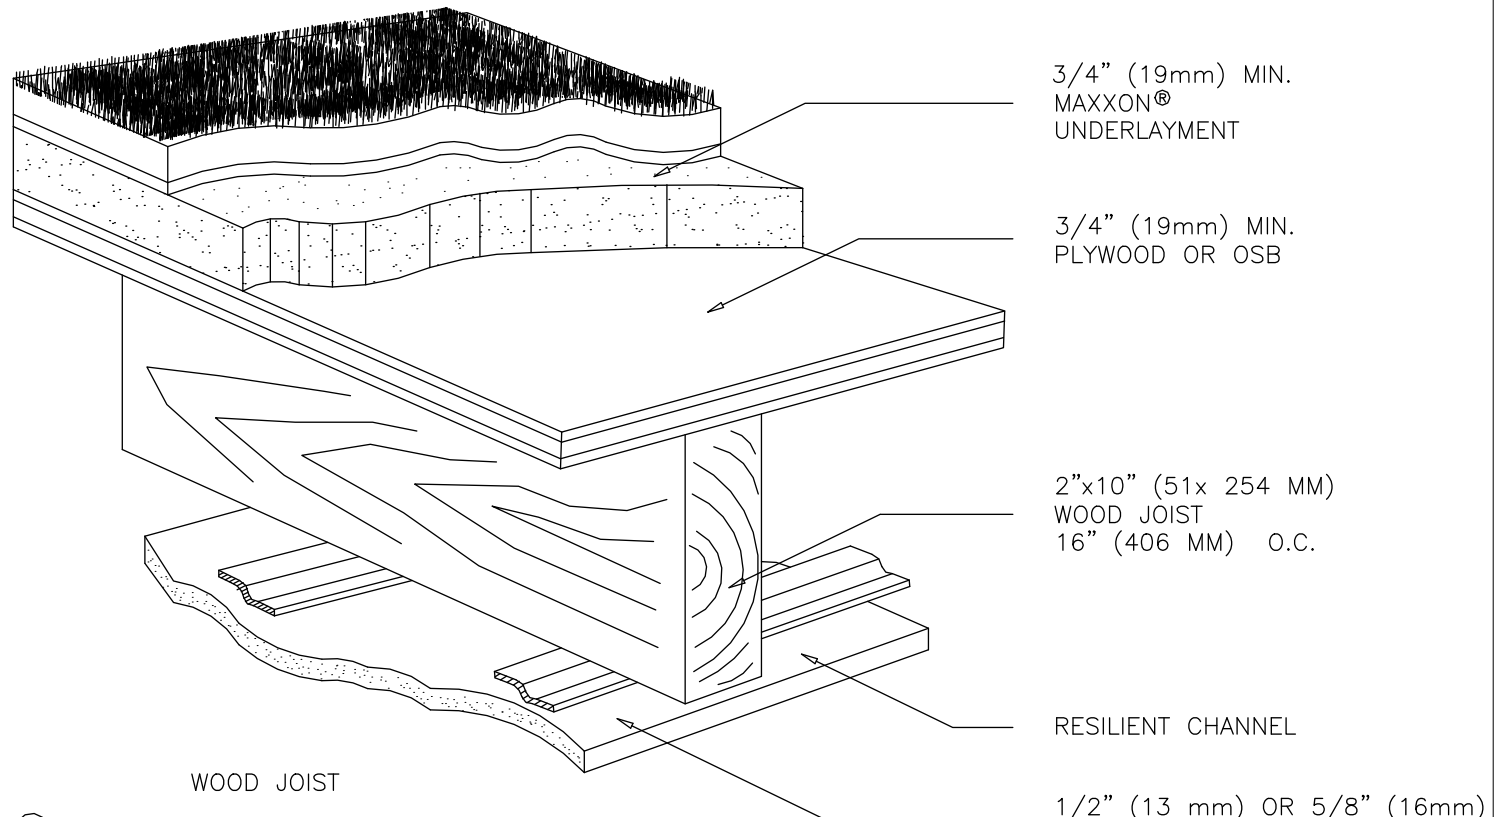 3/4” (19mm) MIN.
MAXXON®
UNDERLAYMENT
3/4” (19mm) MIN.
PLYWOOD OR OSB
2”x10” (51x 254 MM)
WOOD JOIST
16” (406 MM) O.C.
RESILIENT CHANNEL
1/2” (13 mm) OR 5/8” (16mm)
WOOD JOIST